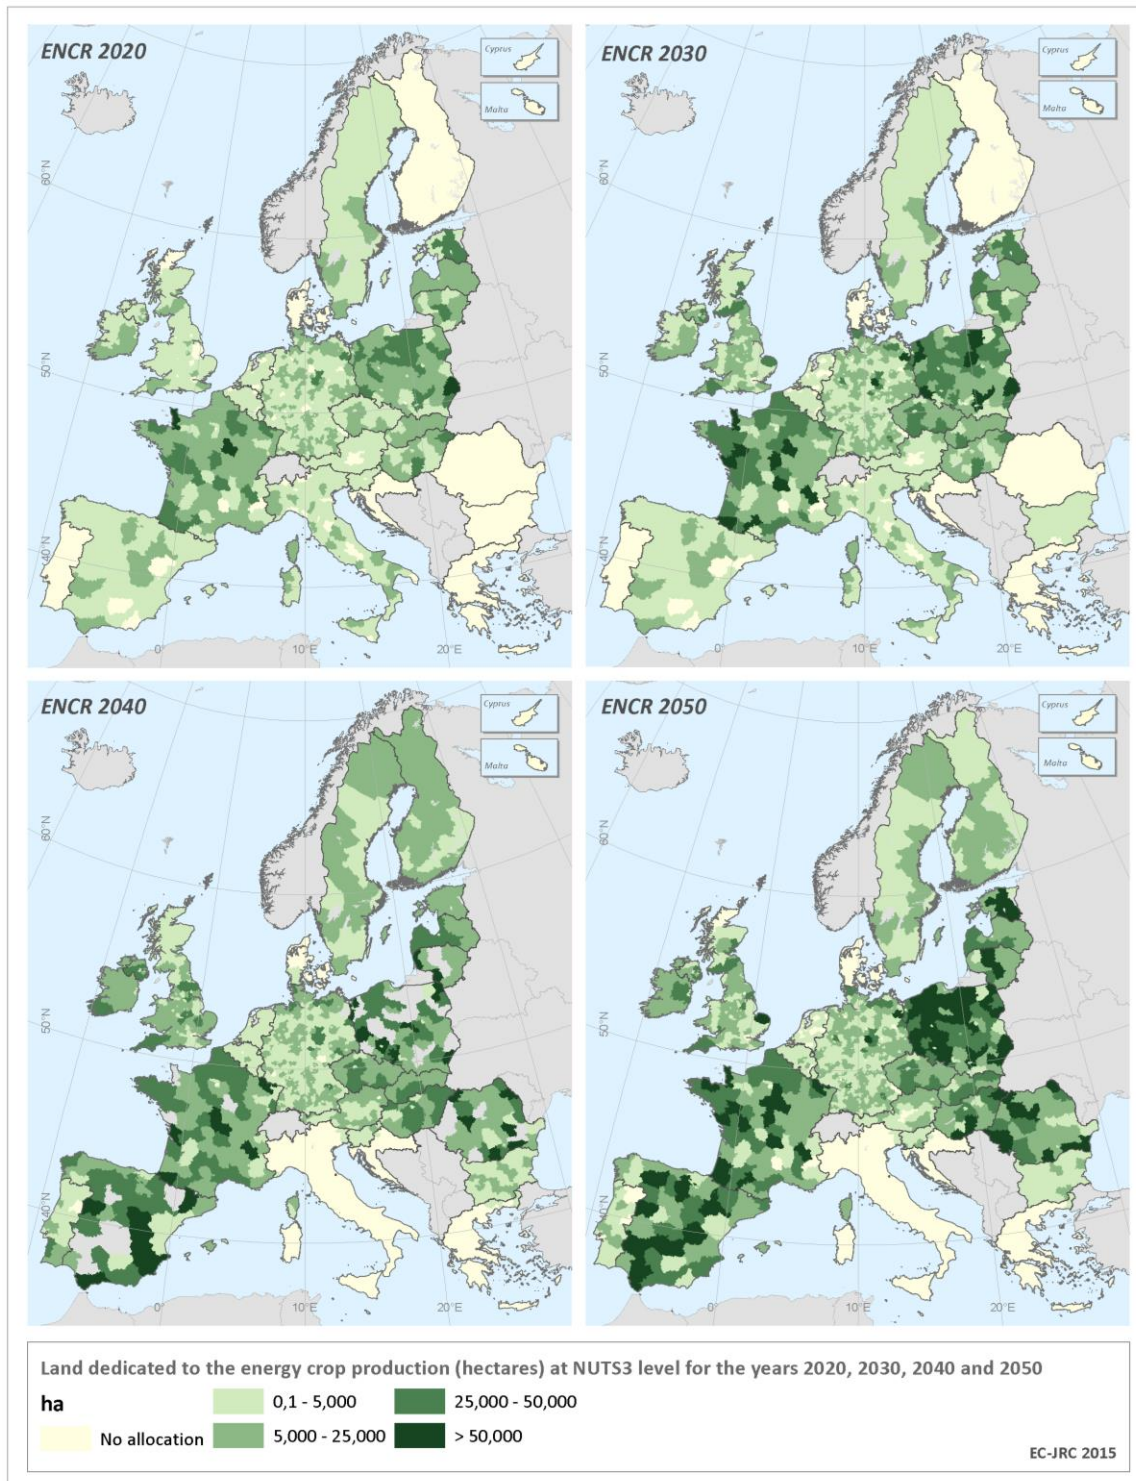 ENCR 2020
Cyprus
Malta
60°N
50°N
40°N
0°
10°E
20°E
ENCR 2030
Cyprus
Malta
60°N
50°N
40°N
0°
10°E
20°E
ENCR 2040
Cyprus
Malta
60°N
50°N
40°N
0°
10°E
20°E
ENCR 2050
Cyprus
Malta
60°N
50°N
40°N
0°
10°E
20°E
Land dedicated to the energy crop production (hectares) at NUTS3 level for the years 2020, 2030, 2040 and 2050
ha
0,1 - 5,000
25,000 - 50,000
No allocation
5,000 - 25,000
> 50,000
EC-JRC 2015